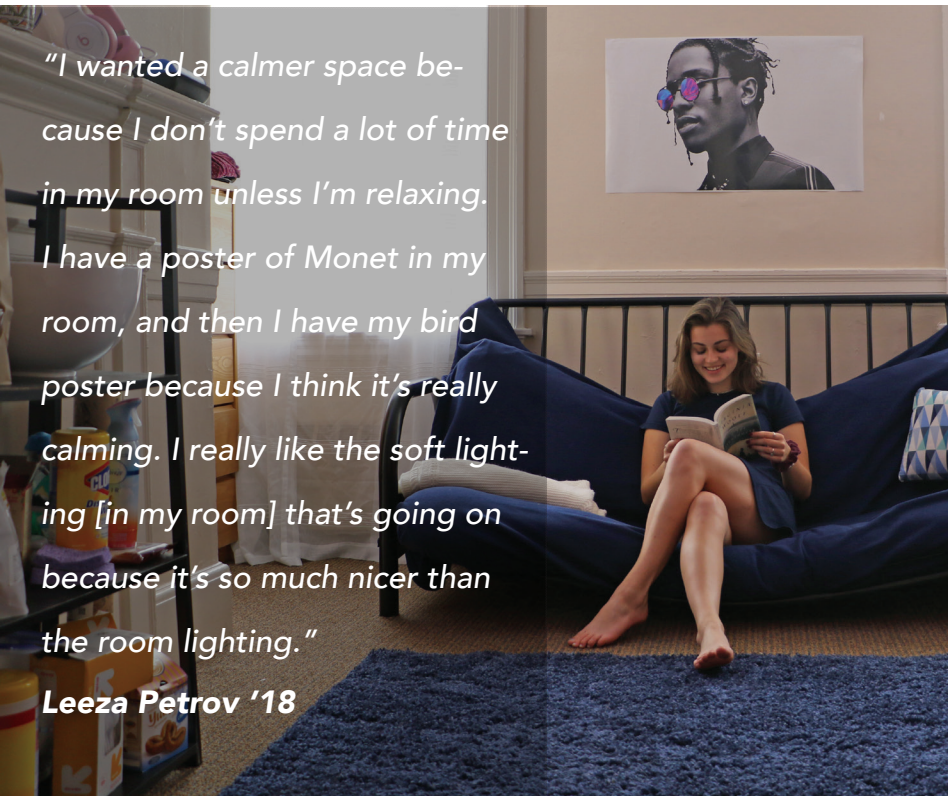 “I wanted a calmer space be-
cause I don’t spend a lot of time
in my room unless I’m relaxing.
I have a poster of Monet in my
room, and then I have my bird
poster because I think it’s really
calming. I really like the soft light-
ing [in my room] that’s going on
because it’s so much nicer than
the room lighting.”
Leeza Petrov ’18